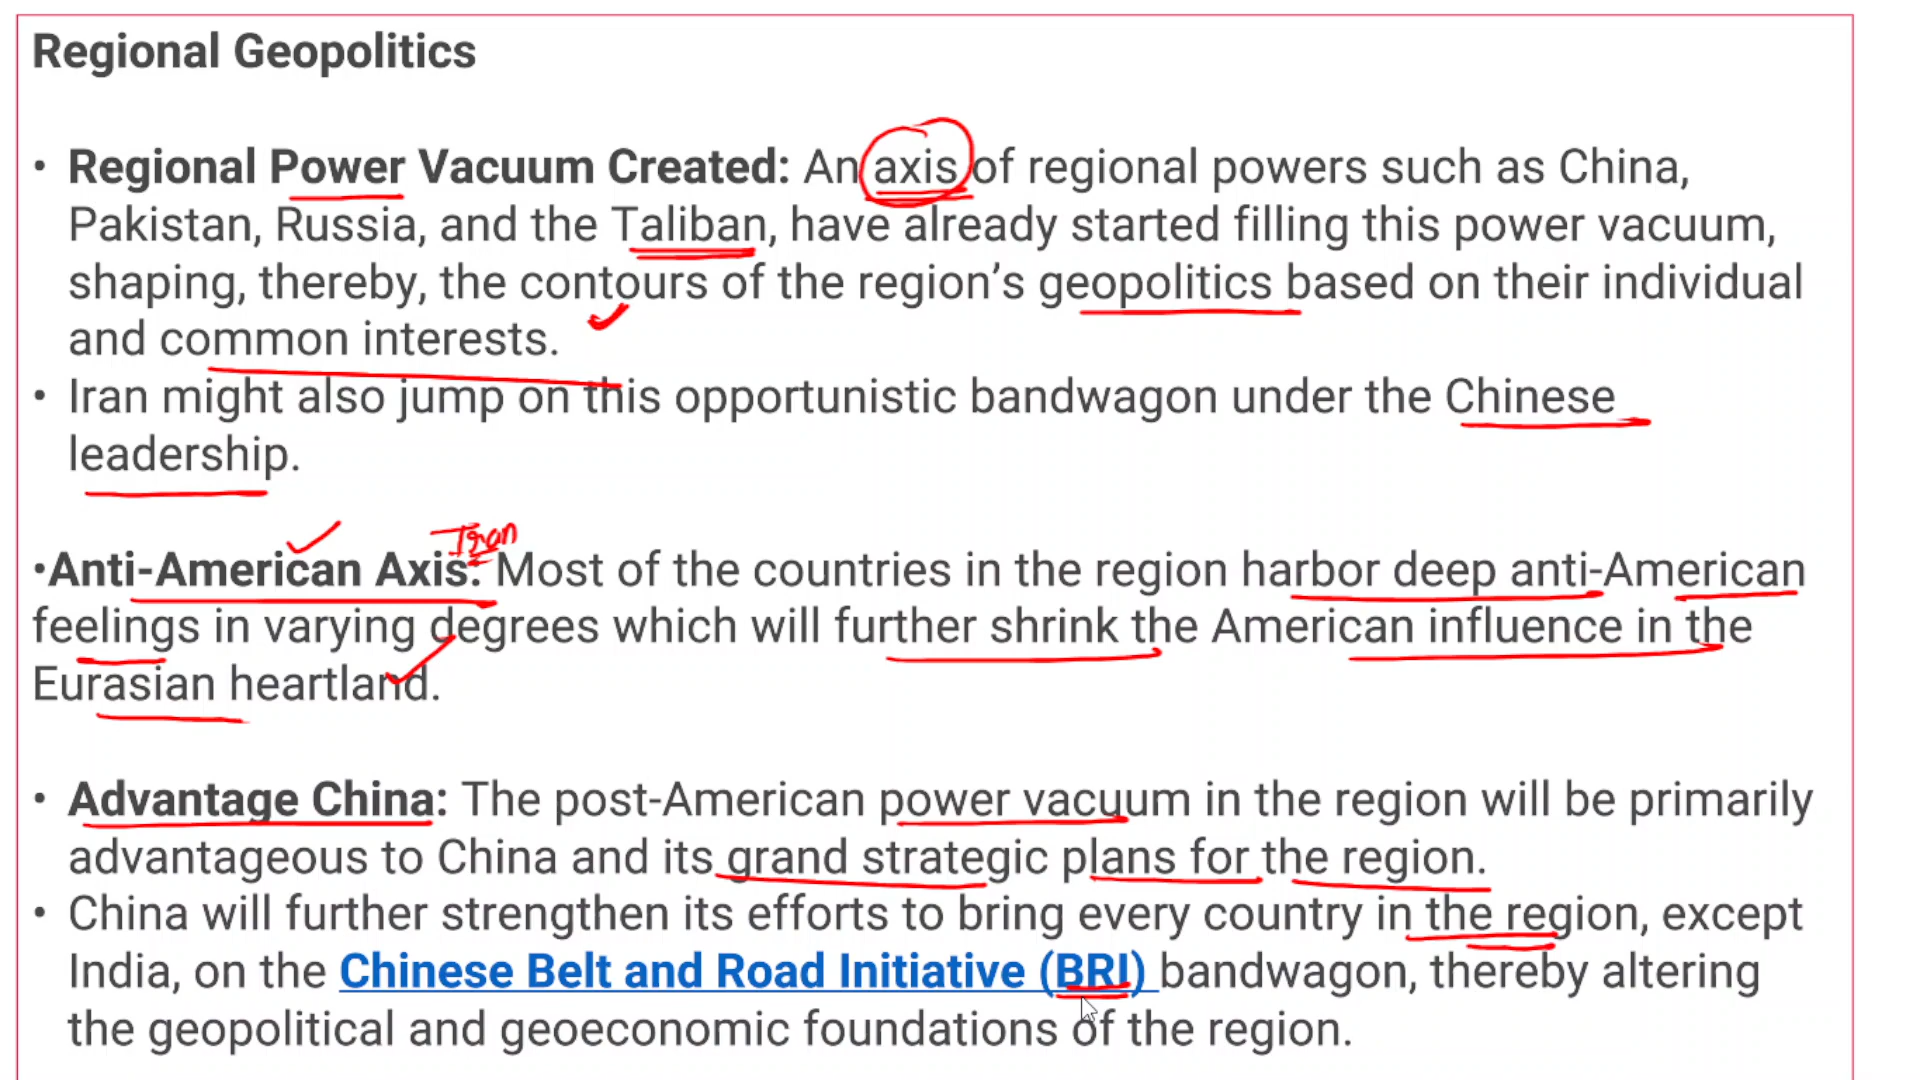 Regional Geopolitics
• Regional Power Vacuum Created: An axis of regional powers such as China,
Pakistan, Russia, and the Taliban, have already started filling this power vacuum,
shaping, thereby, the contours of the region’s geopolitics based on their individual
and common interests.
• Iran might also jump on this opportunistic bandwagon under the Chinese
leadership.
Iran
•Anti-American Axis: Most of the countries in the region harbor deep anti-American
feelings in varying degrees which will further shrink the American influence in the
Eurasian heartland.
• Advantage China: The post-American power vacuum in the region will be primarily
advantageous to China and its grand strategic plans for the region.
• China will further strengthen its efforts to bring every country in the region, except
India, on the Chinese Belt and Road Initiative (BRI) bandwagon, thereby altering
the geopolitical and geoeconomic foundations of the region.